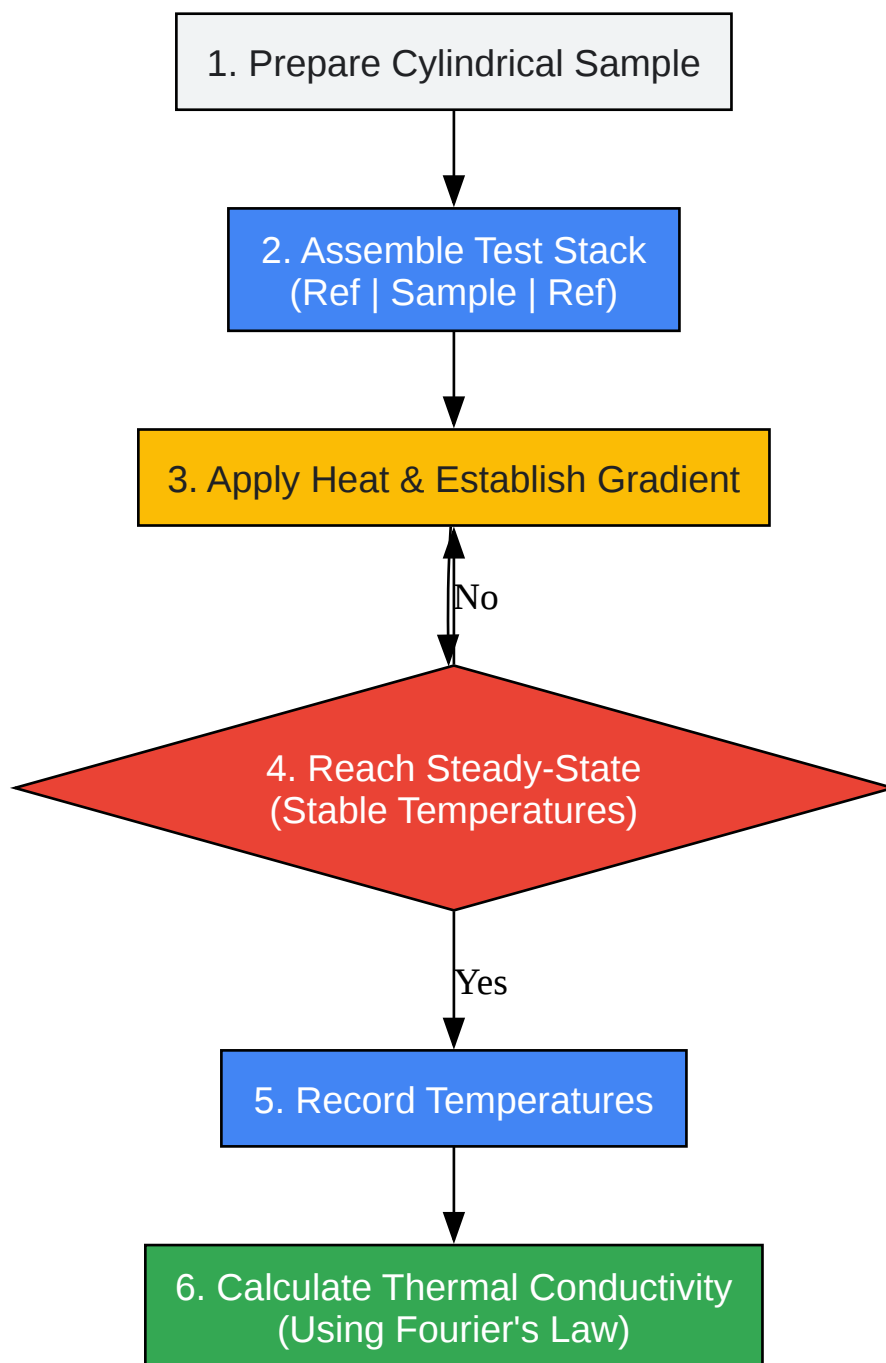 1. Prepare Cylindrical Sample
2. Assemble Test Stack
(Ref | Sample | Ref)
3. Apply Heat & Establish Gradient
No
4. Reach Steady-State
(Stable Temperatures)
Yes
5. Record Temperatures
6. Calculate Thermal Conductivity
(Using Fourier's Law)